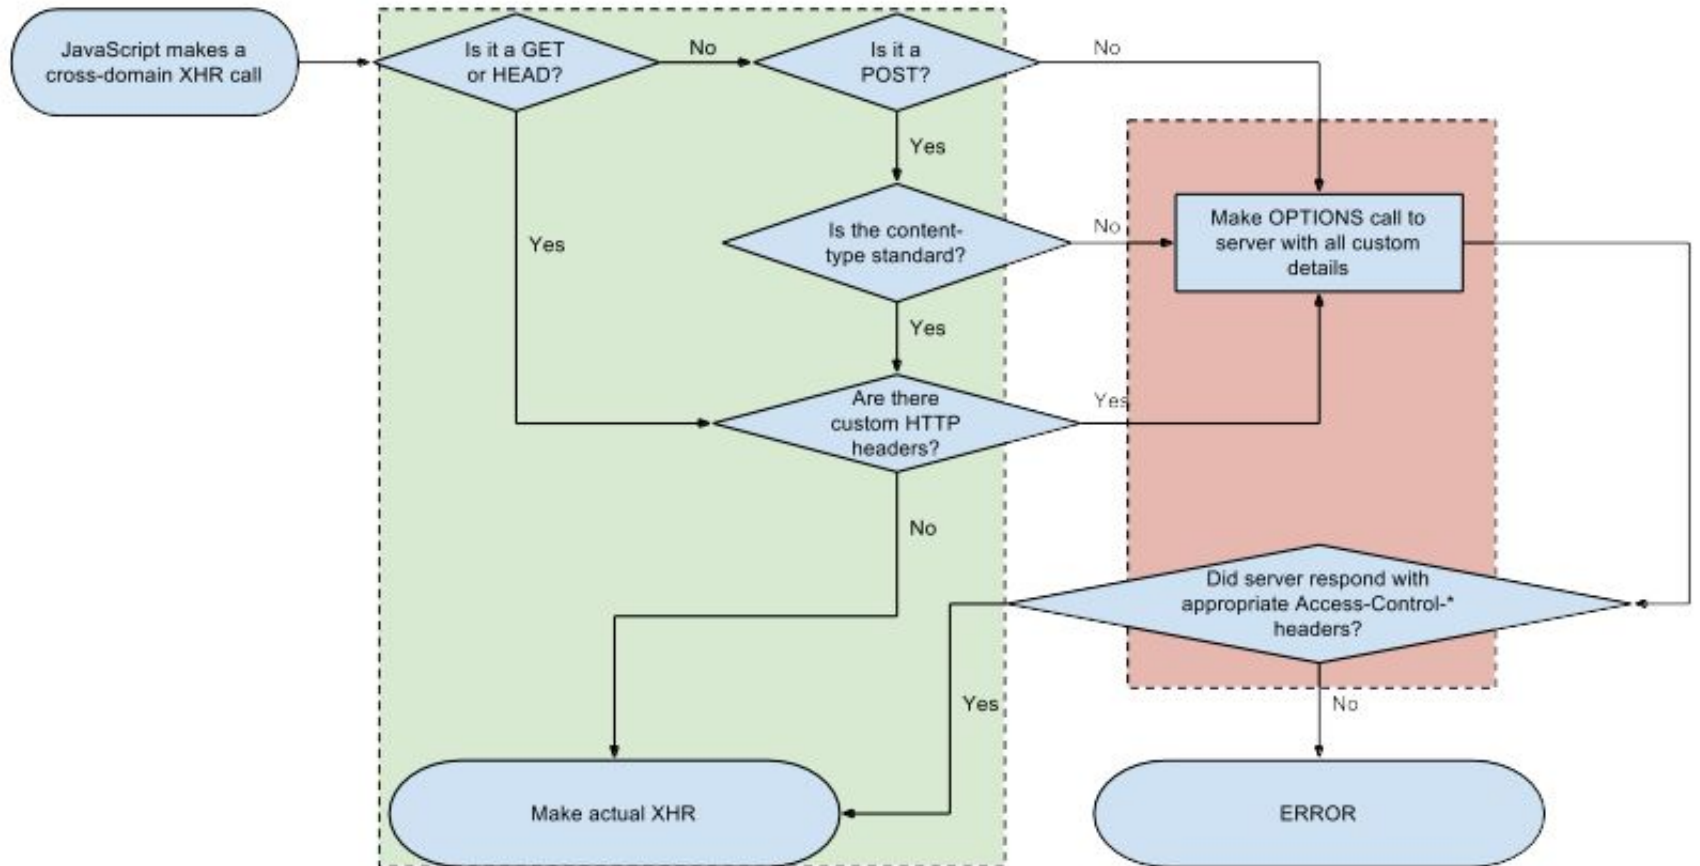 JavaScript makes a
cross-domain XHR call
Is it a GET
or HEAD?
No
Is it a
POST?
No
Yes
Yes
Is the content-
type standard?
No
Make OPTIONS call to
server with all custom
details
Yes
Are there
custom HTTP
headers?
Yes
No
Did server respond with
appropriate Access-Control-*
headers?
Yes
No
Make actual XHR
ERROR